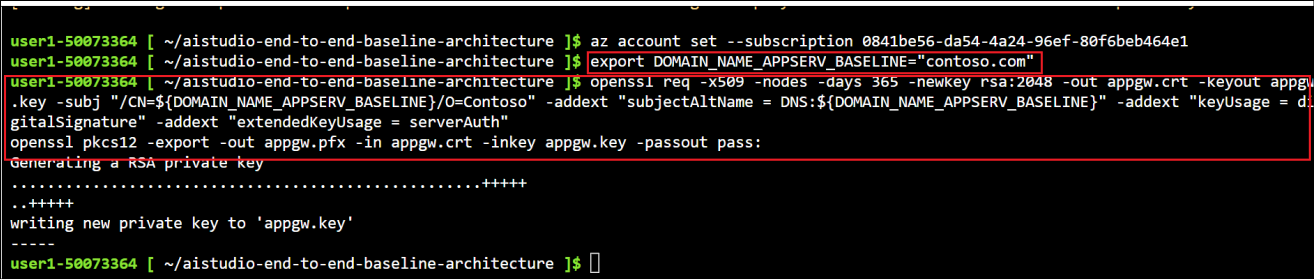 user1-50073364 [ ~/aistudio-end-to-end-baseline-architecture ]$ az account set --subscription 0841be56-da54-4a24-96ef-80f6beb464e1
user1-50073364 [ ~/aistudio-end-to-end-baseline-architecture ]$ export DOMAIN_NAME_APPSERV_BASELINE="contoso.com"
user1-50073364 [ ~/aistudio-end-to-end-baseline-architecture ]$ openssl req -x509 -nodes -days 365 -newkey rsa:2048 -out appgw.crt -keyout appgw
.key -subj "/CN=${DOMAIN_NAME_APPSERV_BASELINE}/O=Contoso" -addext "subjectAltName = DNS:${DOMAIN_NAME_APPSERV_BASELINE}" -addext "keyUsage = di
gitalSignature" -addext "extendedKeyUsage = serverAuth"
openssl pkcs12 -export -out appgw.pfx -in appgw.crt -inkey appgw.key -passout pass:
Generating a RSA private key
....................................................+++++
..+++++
writing new private key to 'appgw.key'
-----
user1-50073364 [ ~/aistudio-end-to-end-baseline-architecture ]$